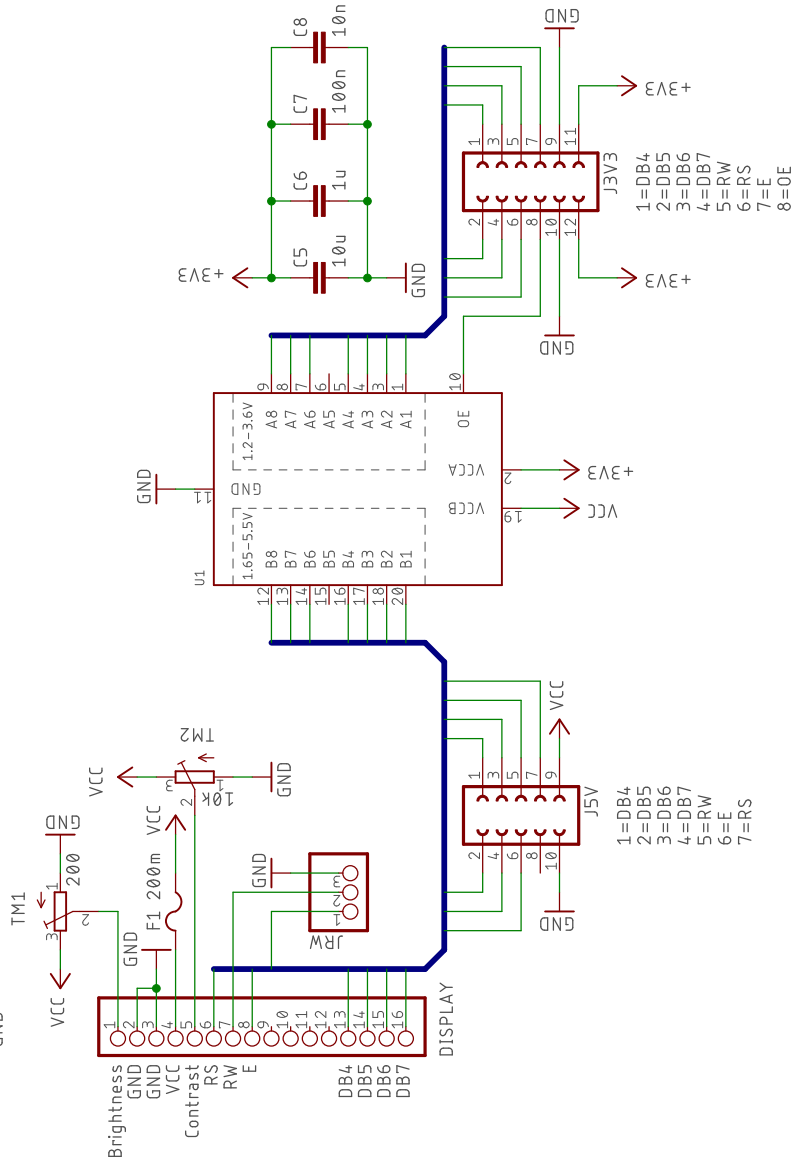 GND
C8
10n
C7
100n
C6
1u
C5
10u
+3V3
GND
GND
+3V3
1
3
5
7
9
11
2
4
6
8
10
12
J3V3
GND
+3V3
1=DB4
2=DB5
3=DB6
4=DB7
5=RW
6=RS
7=E
8=OE
U1
1.2-3.6V
1.65-5.5V
9
8
7
6
5
4
3
1
10
A8
A7
A6
A5
A4
A3
A2
A1
OE
GND
11
GND
VCCA
2
+3V3
VCCB
19
VCC
B8
B7
B6
B5
B4
B3
B2
B1
12
13
14
15
16
17
18
20
1
3
5
7
9
2
4
6
8
10
J5V
VCC
GND
1=DB4
2=DB5
3=DB6
4=DB7
5=RW
6=E
7=RS
TM2
10k
1
2
3
VCC
GND
TM1
200
1
2
3
GND
VCC
F1 200m
VCC
GND
GND
JRW
1
2
3
DISPLAY
1
2
3
4
5
6
7
8
9
10
11
12
13
14
15
16
Brightness
GND
GND
VCC
Contrast
RS
RW
E
DB4
DB5
DB6
DB7